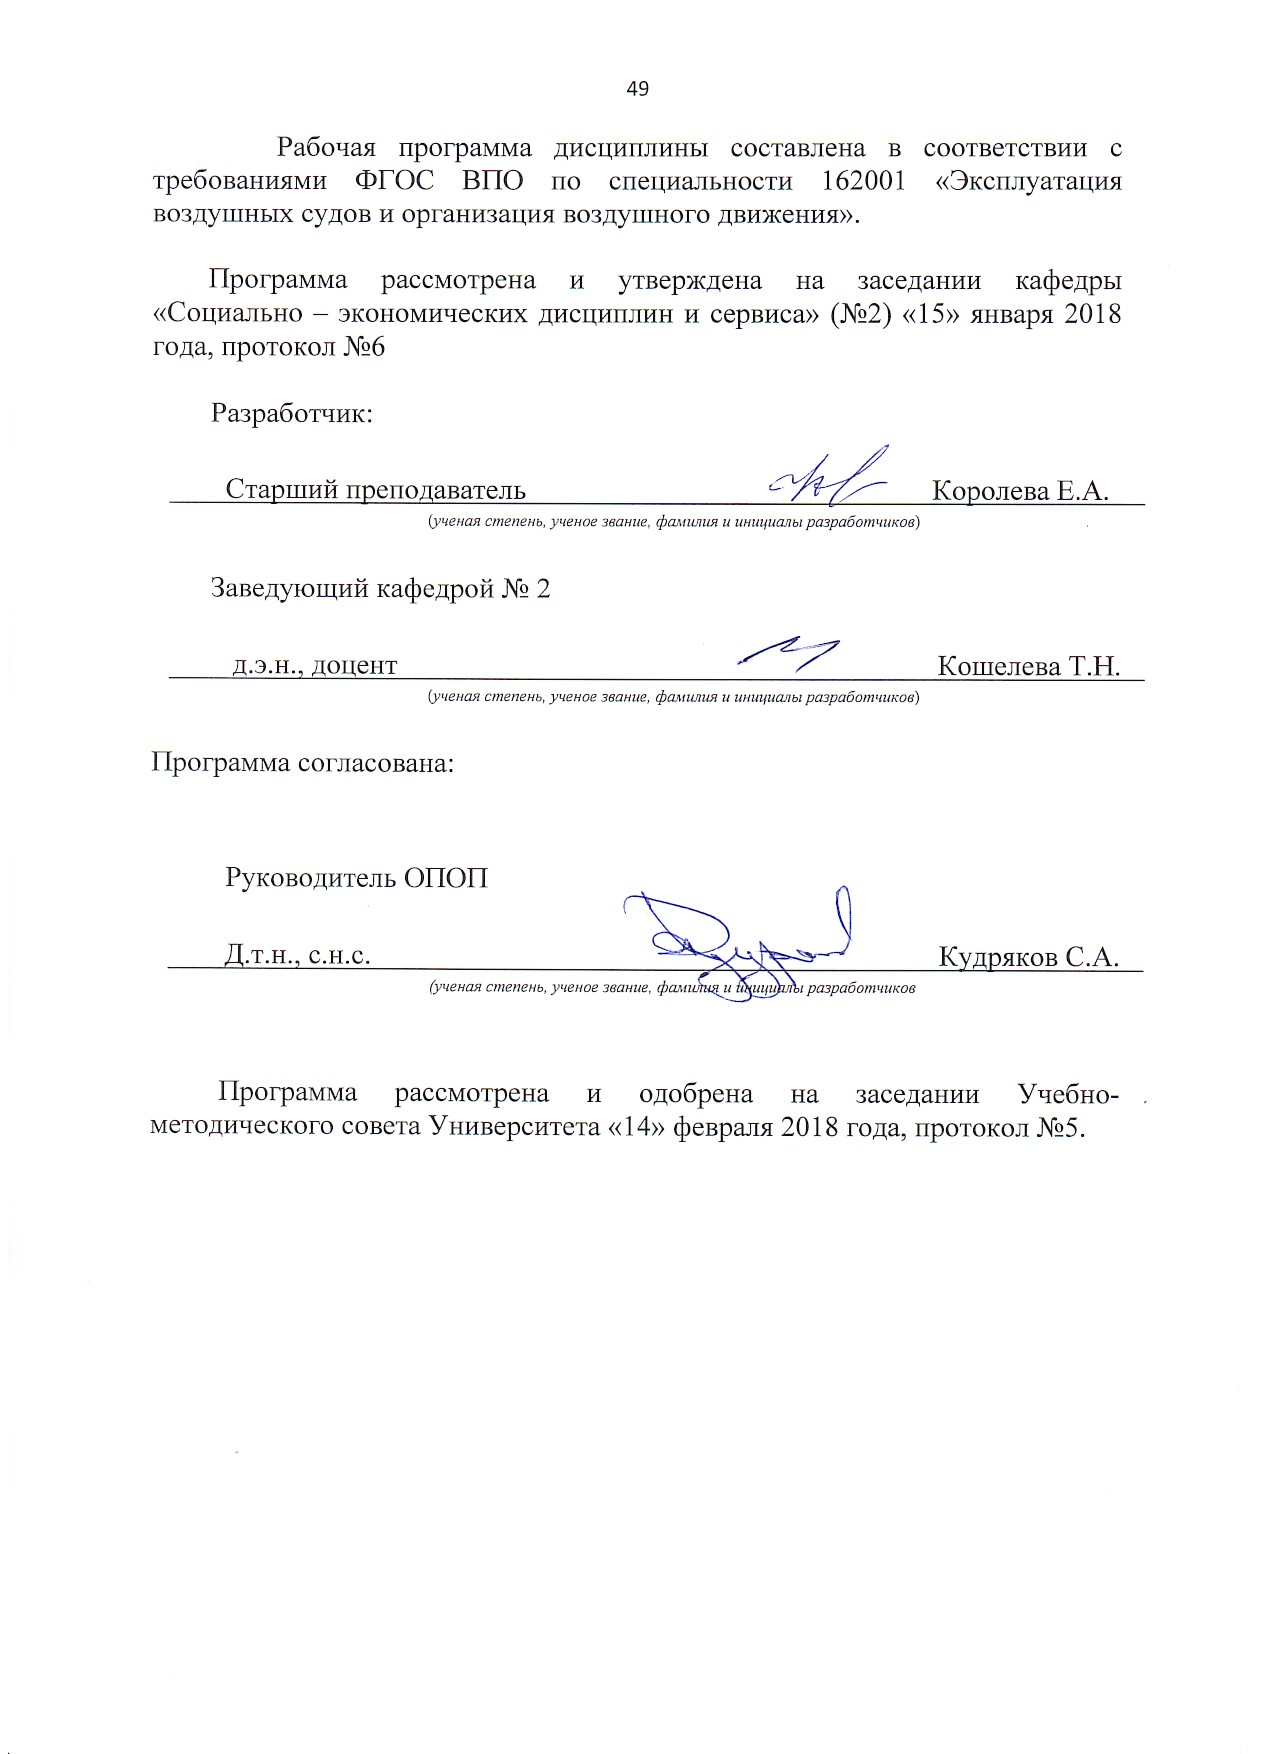 49
Рабочая программа дисциплины составлена в соответствии с
требованиями ФГОС ВПО по специальности 162001 «Эксплуатация
воздушных судов и организация воздушного движения».
Программа рассмотрена и утверждена на заседании кафедры
«Социально – экономических дисциплин и сервиса» (№2) «15» января 2018
года, протокол №6
Разработчик:
Старший преподаватель Королева Е.А.
(ученая степень, ученое звание, фамилия и инициалы разработчиков)
Заведующий кафедрой № 2
д.э.н., доцент Кошелева Т.Н.
(ученая степень, ученое звание, фамилия и инициалы разработчиков)
Программа согласована:
Руководитель ОПОП
Д.т.н., с.н.с. Кудряков С.А.
(ученая степень, ученое звание, фамилия и инициалы разработчиков
Программа рассмотрена и одобрена на заседании Учебно-
методического совета Университета «14» февраля 2018 года, протокол №5.